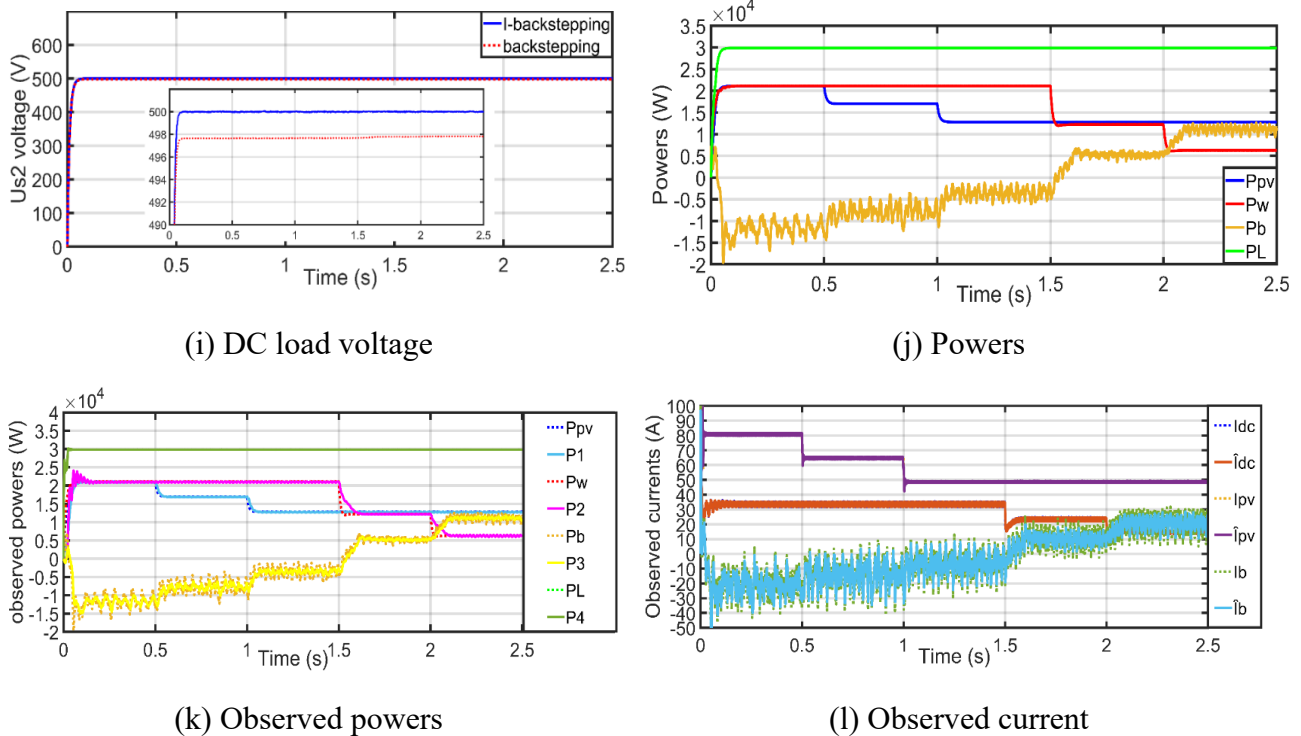 I-backstepping
backstepping
Us2 voltage (V)
600
500
400
300
200
100
0
500
498
496
494
492
490
0.5
1
1.5
2
2.5
0
0.5
1
1.5
2
2.5
Time (s)
(i) DC load voltage
×10⁴
Powers (W)
3.5
3
2.5
2
1.5
1
0.5
0
-0.5
-1
-1.5
-2
Ppv
Pw
Pb
PL
0
0.5
1
1.5
2
2.5
Time (s)
(j) Powers
×10⁴
observed powers (W)
4
3.5
3
2.5
2
1.5
1
0.5
0
-0.5
-1
-1.5
-2
Ppv
P1
Pw
P2
Pb
P3
PL
P4
0
0.5
1
1.5
2
2.5
Time (s)
(k) Observed powers
Observed currents (A)
100
90
80
70
60
50
40
30
20
10
0
-10
-20
-30
-40
-50
Idc
Îdc
Ipv
Îpv
Ib
Îb
0
0.5
1
1.5
2
2.5
Time (s)
(l) Observed current